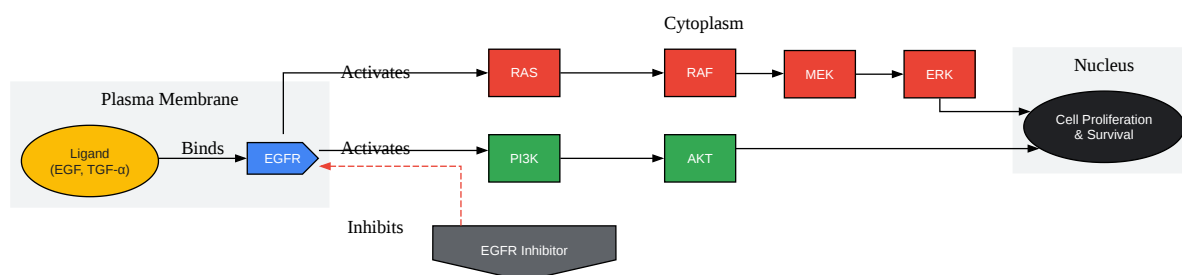 Cytoplasm
Nucleus
Plasma Membrane
Activates
RAS
RAF
MEK
ERK
Ligand
(EGF, TGF-α)
Binds
EGFR
Activates
PI3K
AKT
Cell Proliferation
& Survival
Inhibits
EGFR Inhibitor